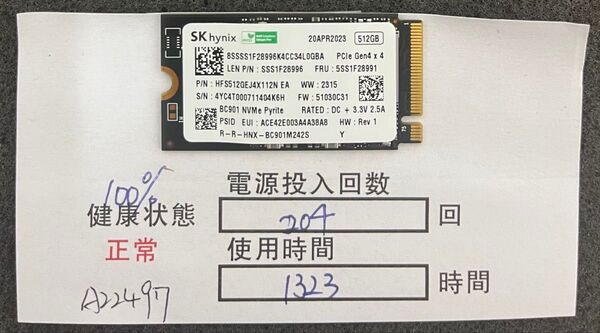 SK hynix
20APR2023 512GB
8SSSS1F28996K4CC34L0GBA PCIe Gen4 x 4
LEN P/N : SSS1F28996 FRU : 5SS1F28991
P/N : HFS512GEJ4X112N EA WW : 2315
S/N : 4YC4T000711404K6H FW : 51030C31
BC901 NVMe Pyrite RATED : DC + 3.3V 2.5A
PSID EUI : ACE42E003A4A38A8 HW : Rev 1
R-R-HNX-BC901M242S Y
75
100%
電源投入回数
健康状態 204 回
正常 使用時間
A22497 1323 時間